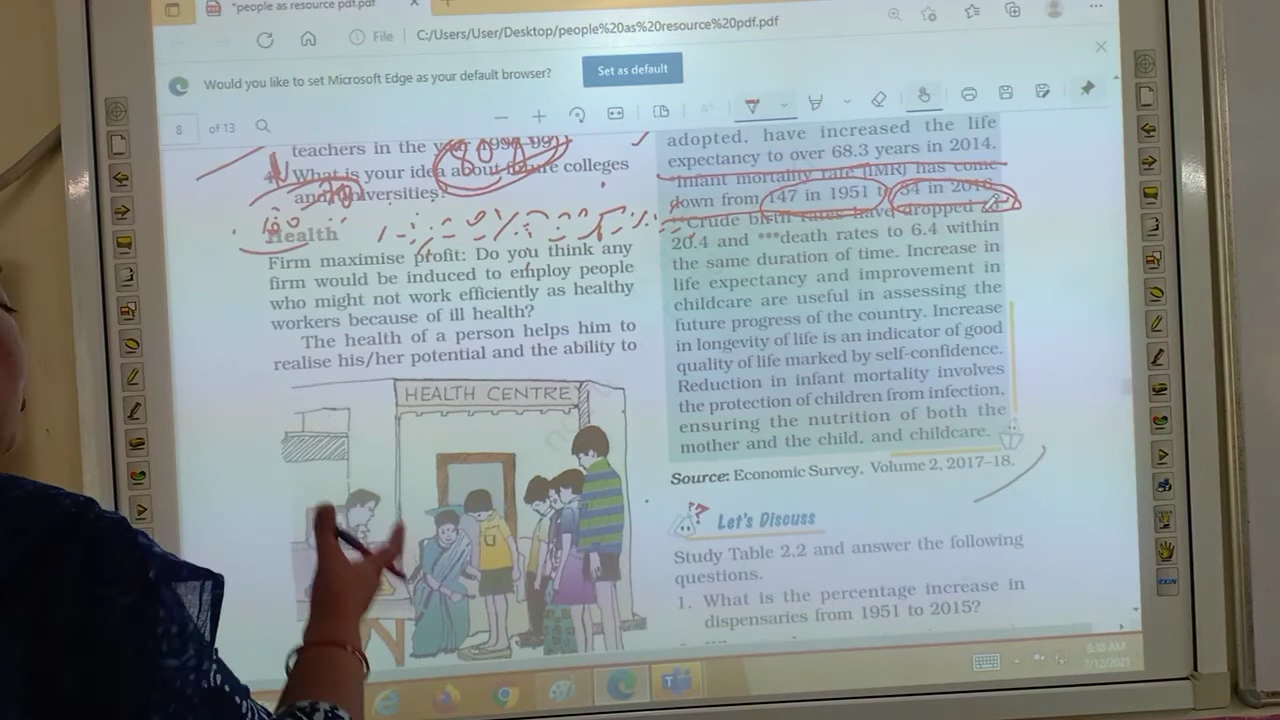 "people as resource pdf.pdf
File C:/Users/User/Desktop/people%20as%20resource%20pdf.pdf
Would you like to set Microsoft Edge as your default browser?
Set as default
8 of 13
teachers in the
What is your idea about colleges
and universities?
Health
Firm maximise profit: Do you think any
firm would be induced to employ people
who might not work efficiently as healthy
workers because of ill health?
The health of a person helps him to
realise his/her potential and the ability to
HEALTH CENTRE
adopted, have increased the life
expectancy to over 68.3 years in 2014.
Infant mortality rate (IMR) has come
down from 147 in 1951 34 in 2016.
Crude birth rates have dropped
20.4 and ***death rates to 6.4 within
the same duration of time. Increase in
life expectancy and improvement in
childcare are useful in assessing the
future progress of the country. Increase
in longevity of life is an indicator of good
quality of life marked by self-confidence.
Reduction in infant mortality involves
the protection of children from infection,
ensuring the nutrition of both the
mother and the child, and childcare.
Source: Economic Survey, Volume 2, 2017–18.
Let's Discuss
Study Table 2.2 and answer the following
questions.
1. What is the percentage increase in
dispensaries from 1951 to 2015?
8:38 AM
7/12/2021
EXIN